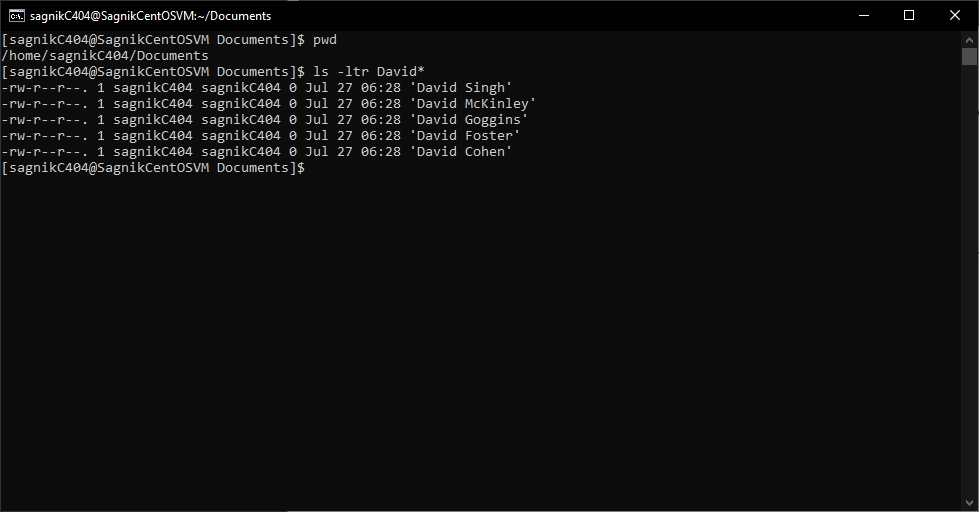 sagnikC404@SagnikCentOSVM:~/Documents
[sagnikC404@SagnikCentOSVM Documents]$ pwd
/home/sagnikC404/Documents
[sagnikC404@SagnikCentOSVM Documents]$ ls -ltr David*
-rw-r--r--. 1 sagnikC404 sagnikC404 0 Jul 27 06:28 'David Singh'
-rw-r--r--. 1 sagnikC404 sagnikC404 0 Jul 27 06:28 'David McKinley'
-rw-r--r--. 1 sagnikC404 sagnikC404 0 Jul 27 06:28 'David Goggins'
-rw-r--r--. 1 sagnikC404 sagnikC404 0 Jul 27 06:28 'David Foster'
-rw-r--r--. 1 sagnikC404 sagnikC404 0 Jul 27 06:28 'David Cohen'
[sagnikC404@SagnikCentOSVM Documents]$